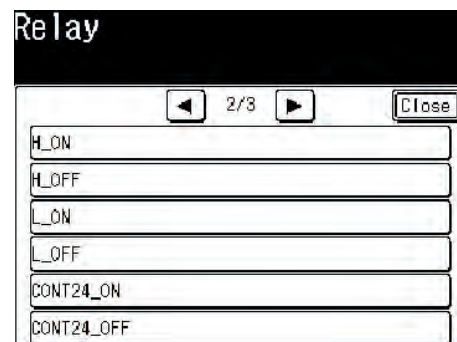 Relay
◀ 2/3 ▶ Close
H_ON
H_OFF
L_ON
L_OFF
CONT24_ON
CONT24_OFF